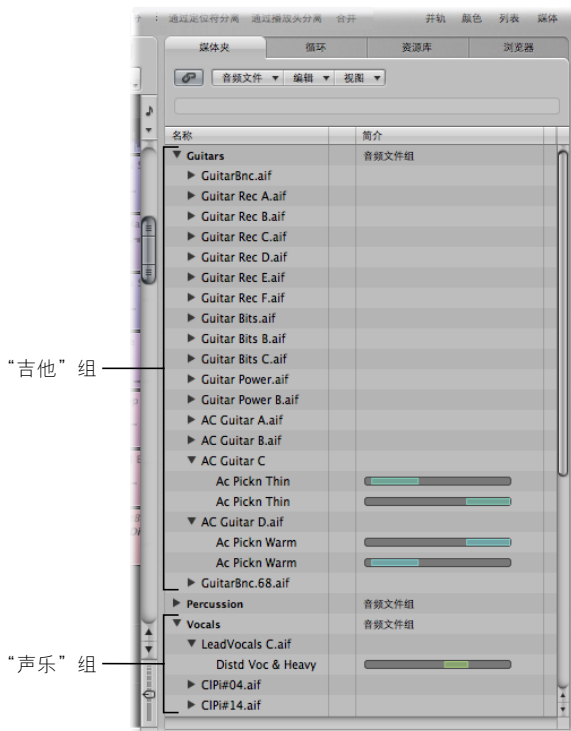 通过定位符分离 通过播放头分离 合并 并轨 颜色 列表 媒体
媒体夹 循环 资源库 浏览器
音频文件 编辑 视图
名称 简介
Guitars 音频文件组
GuitarBnc.aif
Guitar Rec A.aif
Guitar Rec B.aif
Guitar Rec C.aif
Guitar Rec D.aif
Guitar Rec E.aif
Guitar Rec F.aif
Guitar Bits.aif
Guitar Bits B.aif
“吉他”组
Guitar Bits C.aif
Guitar Power.aif
Guitar Power B.aif
AC Guitar A.aif
AC Guitar B.aif
AC Guitar C
Ac Pickn Thin
Ac Pickn Thin
AC Guitar D.aif
Ac Pickn Warm
Ac Pickn Warm
GuitarBnc.68.aif
Percussion 音频文件组
Vocals 音频文件组
LeadVocals C.aif
“声乐”组
Distd Voc & Heavy
ClPi#04.aif
ClPi#14.aif